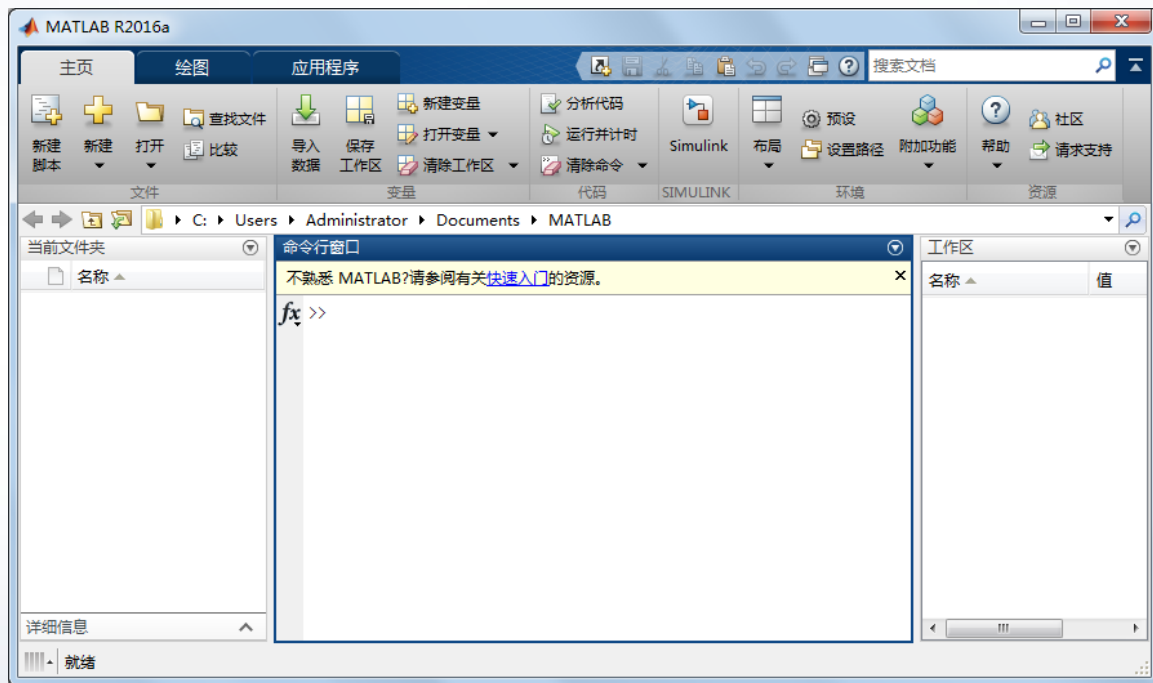 MATLAB R2016a
主页 绘图 应用程序 搜索文档
新建脚本 新建 打开 查找文件 比较
导入数据 保存工作区 新建变量 打开变量 清除工作区
分析代码 运行并计时 清除命令
Simulink
布局 预设 设置路径 附加功能
帮助 社区 请求支持
文件 变量 代码 SIMULINK 环境 资源
C: Users Administrator Documents MATLAB
当前文件夹 命令行窗口 工作区
名称 不熟悉 MATLAB?请参阅有关快速入门的资源。 名称 值
fx >>
详细信息
就绪